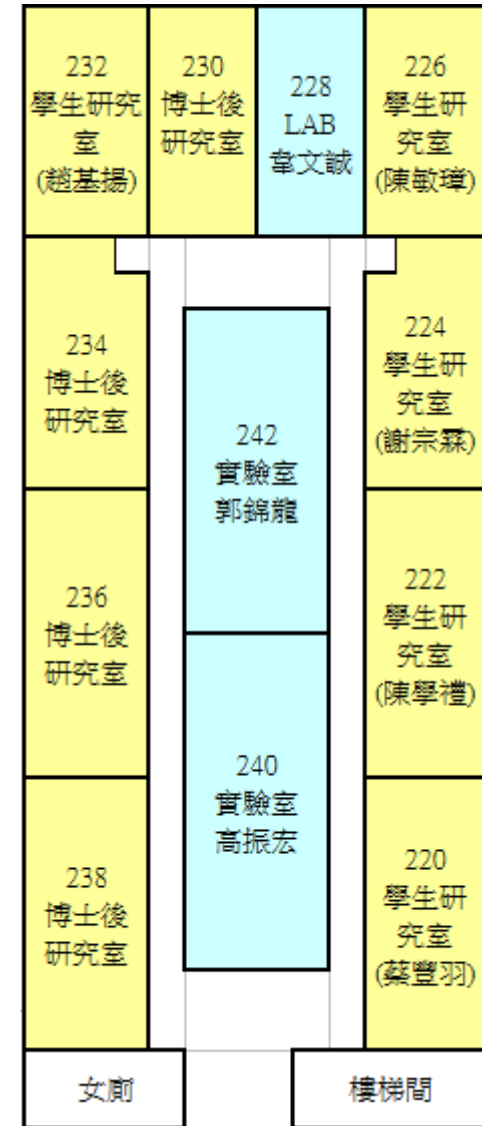 232
學生研究
室
(趙基揚)
230
博士後
研究室
228
LAB
韋文誠
226
學生研
究室
(陳敏璋)
234
博士後
研究室
242
實驗室
郭錦龍
224
學生研
究室
(謝宗霖)
236
博士後
研究室
222
學生研
究室
(陳學禮)
240
實驗室
高振宏
238
博士後
研究室
220
學生研
究室
(蔡豐羽)
女廁
樓梯間